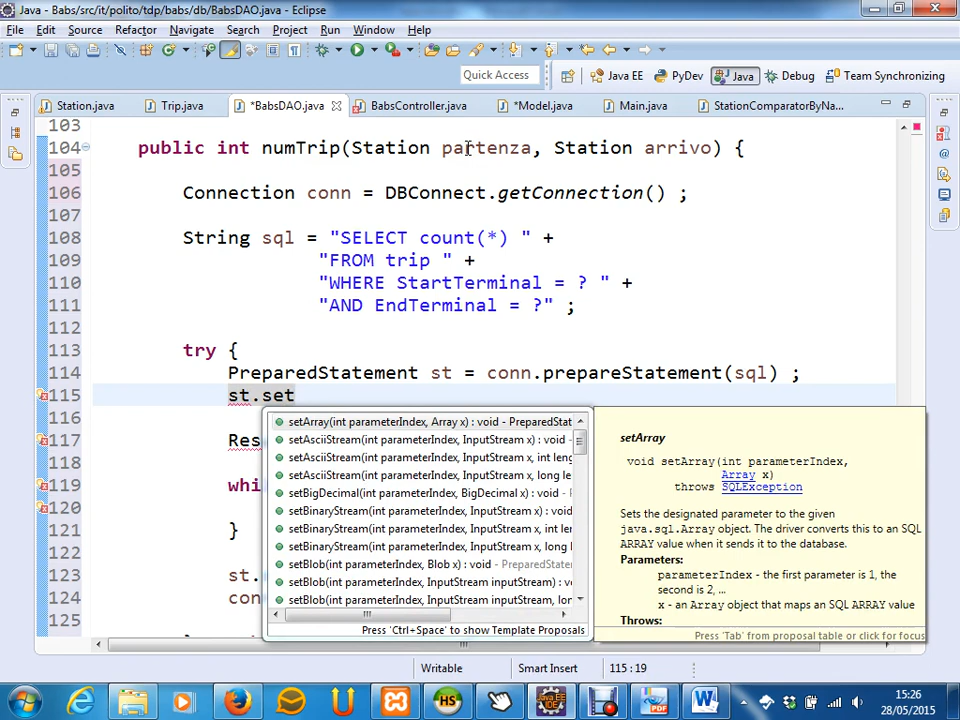 Java - Babs/src/it/polito/tdp/babs/db/BabsDAO.java - Eclipse
File Edit Source Refactor Navigate Search Project Run Window Help
Quick Access Java EE PyDev Java Debug Team Synchronizing
Station.java Trip.java *BabsDAO.java BabsController.java *Model.java Main.java StationComparatorByNa...
103
104 public int numTrip(Station partenza, Station arrivo) {
105
106 Connection conn = DBConnect.getConnection() ;
107
108 String sql = "SELECT count(*) " +
109 "FROM trip " +
110 "WHERE StartTerminal = ? " +
111 "AND EndTerminal = ?" ;
112
113 try {
114 PreparedStatement st = conn.prepareStatement(sql) ;
115 st.set
116
117 Res
118
119 whi
120
121 }
122
123 st.
124 con
125
setArray(int parameterIndex, Array x) : void - PreparedStat
setAsciiStream(int parameterIndex, InputStream x) : void -
setAsciiStream(int parameterIndex, InputStream x, int leng
setAsciiStream(int parameterIndex, InputStream x, long le
setBigDecimal(int parameterIndex, BigDecimal x) : void - P
setBinaryStream(int parameterIndex, InputStream x) : void
setBinaryStream(int parameterIndex, InputStream x, int len
setBinaryStream(int parameterIndex, InputStream x, long l
setBlob(int parameterIndex, Blob x) : void - PreparedStatem
setBlob(int parameterIndex, InputStream inputStream) : vo
setBlob(int parameterIndex, InputStream inputStream, lon
Press 'Ctrl+Space' to show Template Proposals
setArray
void setArray(int parameterIndex,
Array x)
throws SQLException
Sets the designated parameter to the given
java.sql.Array object. The driver converts this to an SQL
ARRAY value when it sends it to the database.
Parameters:
parameterIndex - the first parameter is 1, the
second is 2, ...
x - an Array object that maps an SQL ARRAY value
Throws:
Press 'Tab' from proposal table or click for focus
Writable Smart Insert 115 : 19
15:26
28/05/2015